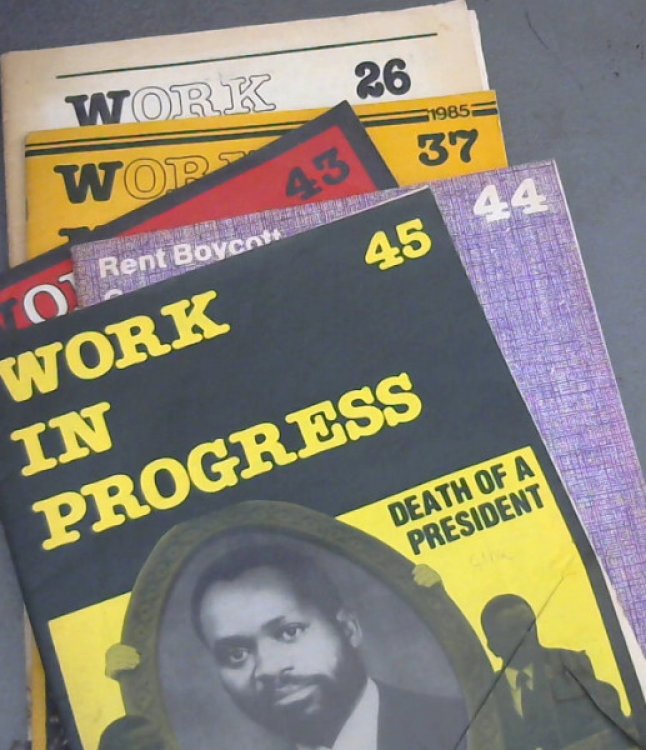 26
WORK
1985
37
WORK
43
44
Rent Boycott
45
WORK
IN
PROGRESS
DEATH OF A
PRESIDENT